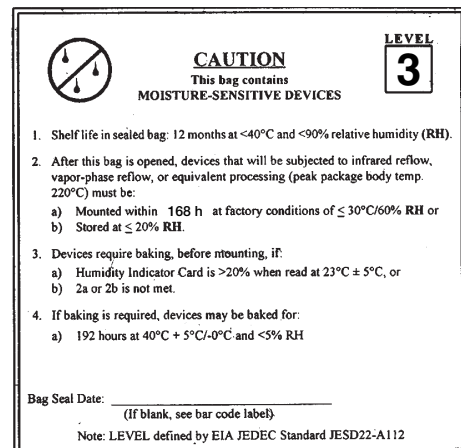 LEVEL
3
CAUTION
This bag contains
MOISTURE-SENSITIVE DEVICES
1. Shelf life in sealed bag: 12 months at <40°C and <90% relative humidity (RH).
2. After this bag is opened, devices that will be subjected to infrared reflow,
vapor-phase reflow, or equivalent processing (peak package body temp.
220°C) must be:
a) Mounted within 168 h at factory conditions of ≤ 30°C/60% RH or
b) Stored at ≤ 20% RH.
3. Devices require baking, before mounting, if:
a) Humidity Indicator Card is >20% when read at 23°C ± 5°C, or
b) 2a or 2b is not met.
4. If baking is required, devices may be baked for:
a) 192 hours at 40°C + 5°C/-0°C and <5% RH
Bag Seal Date: ____________________
(If blank, see bar code label)
Note: LEVEL defined by EIA JEDEC Standard JESD22-A112